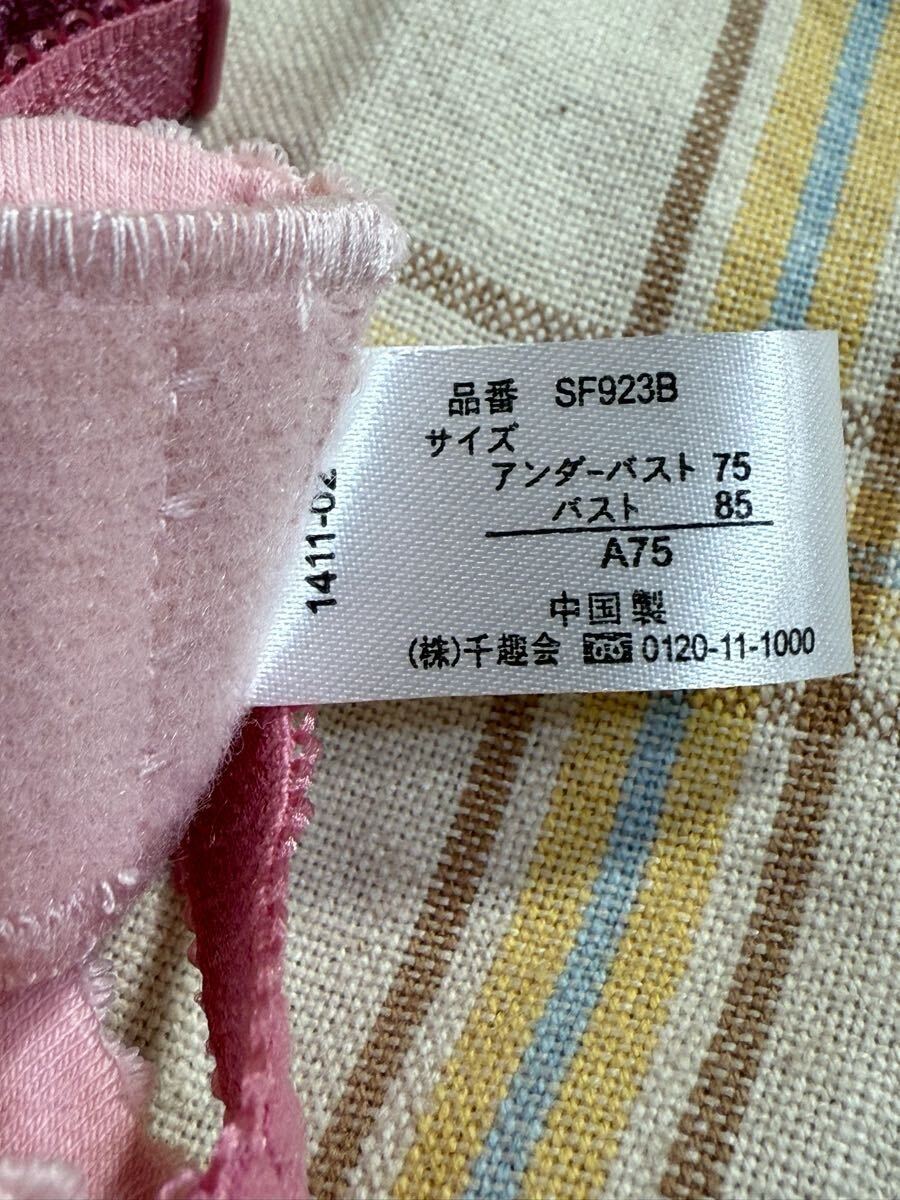 品番 SF923B
サイズ
アンダーバスト 75
バスト 85
A75
中国製
(株)千趣会 0120-11-1000
1411-02